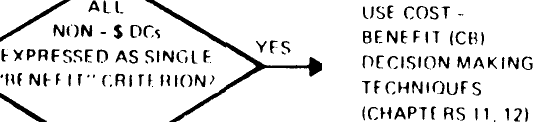 ALL
NON - $ DCs
EXPRESSED AS SINGLE
"BENEFIT" CRITERION?
YES
USE COST -
BENEFIT (CB)
DECISION MAKING
TECHNIQUES
(CHAPTERS 11, 12)